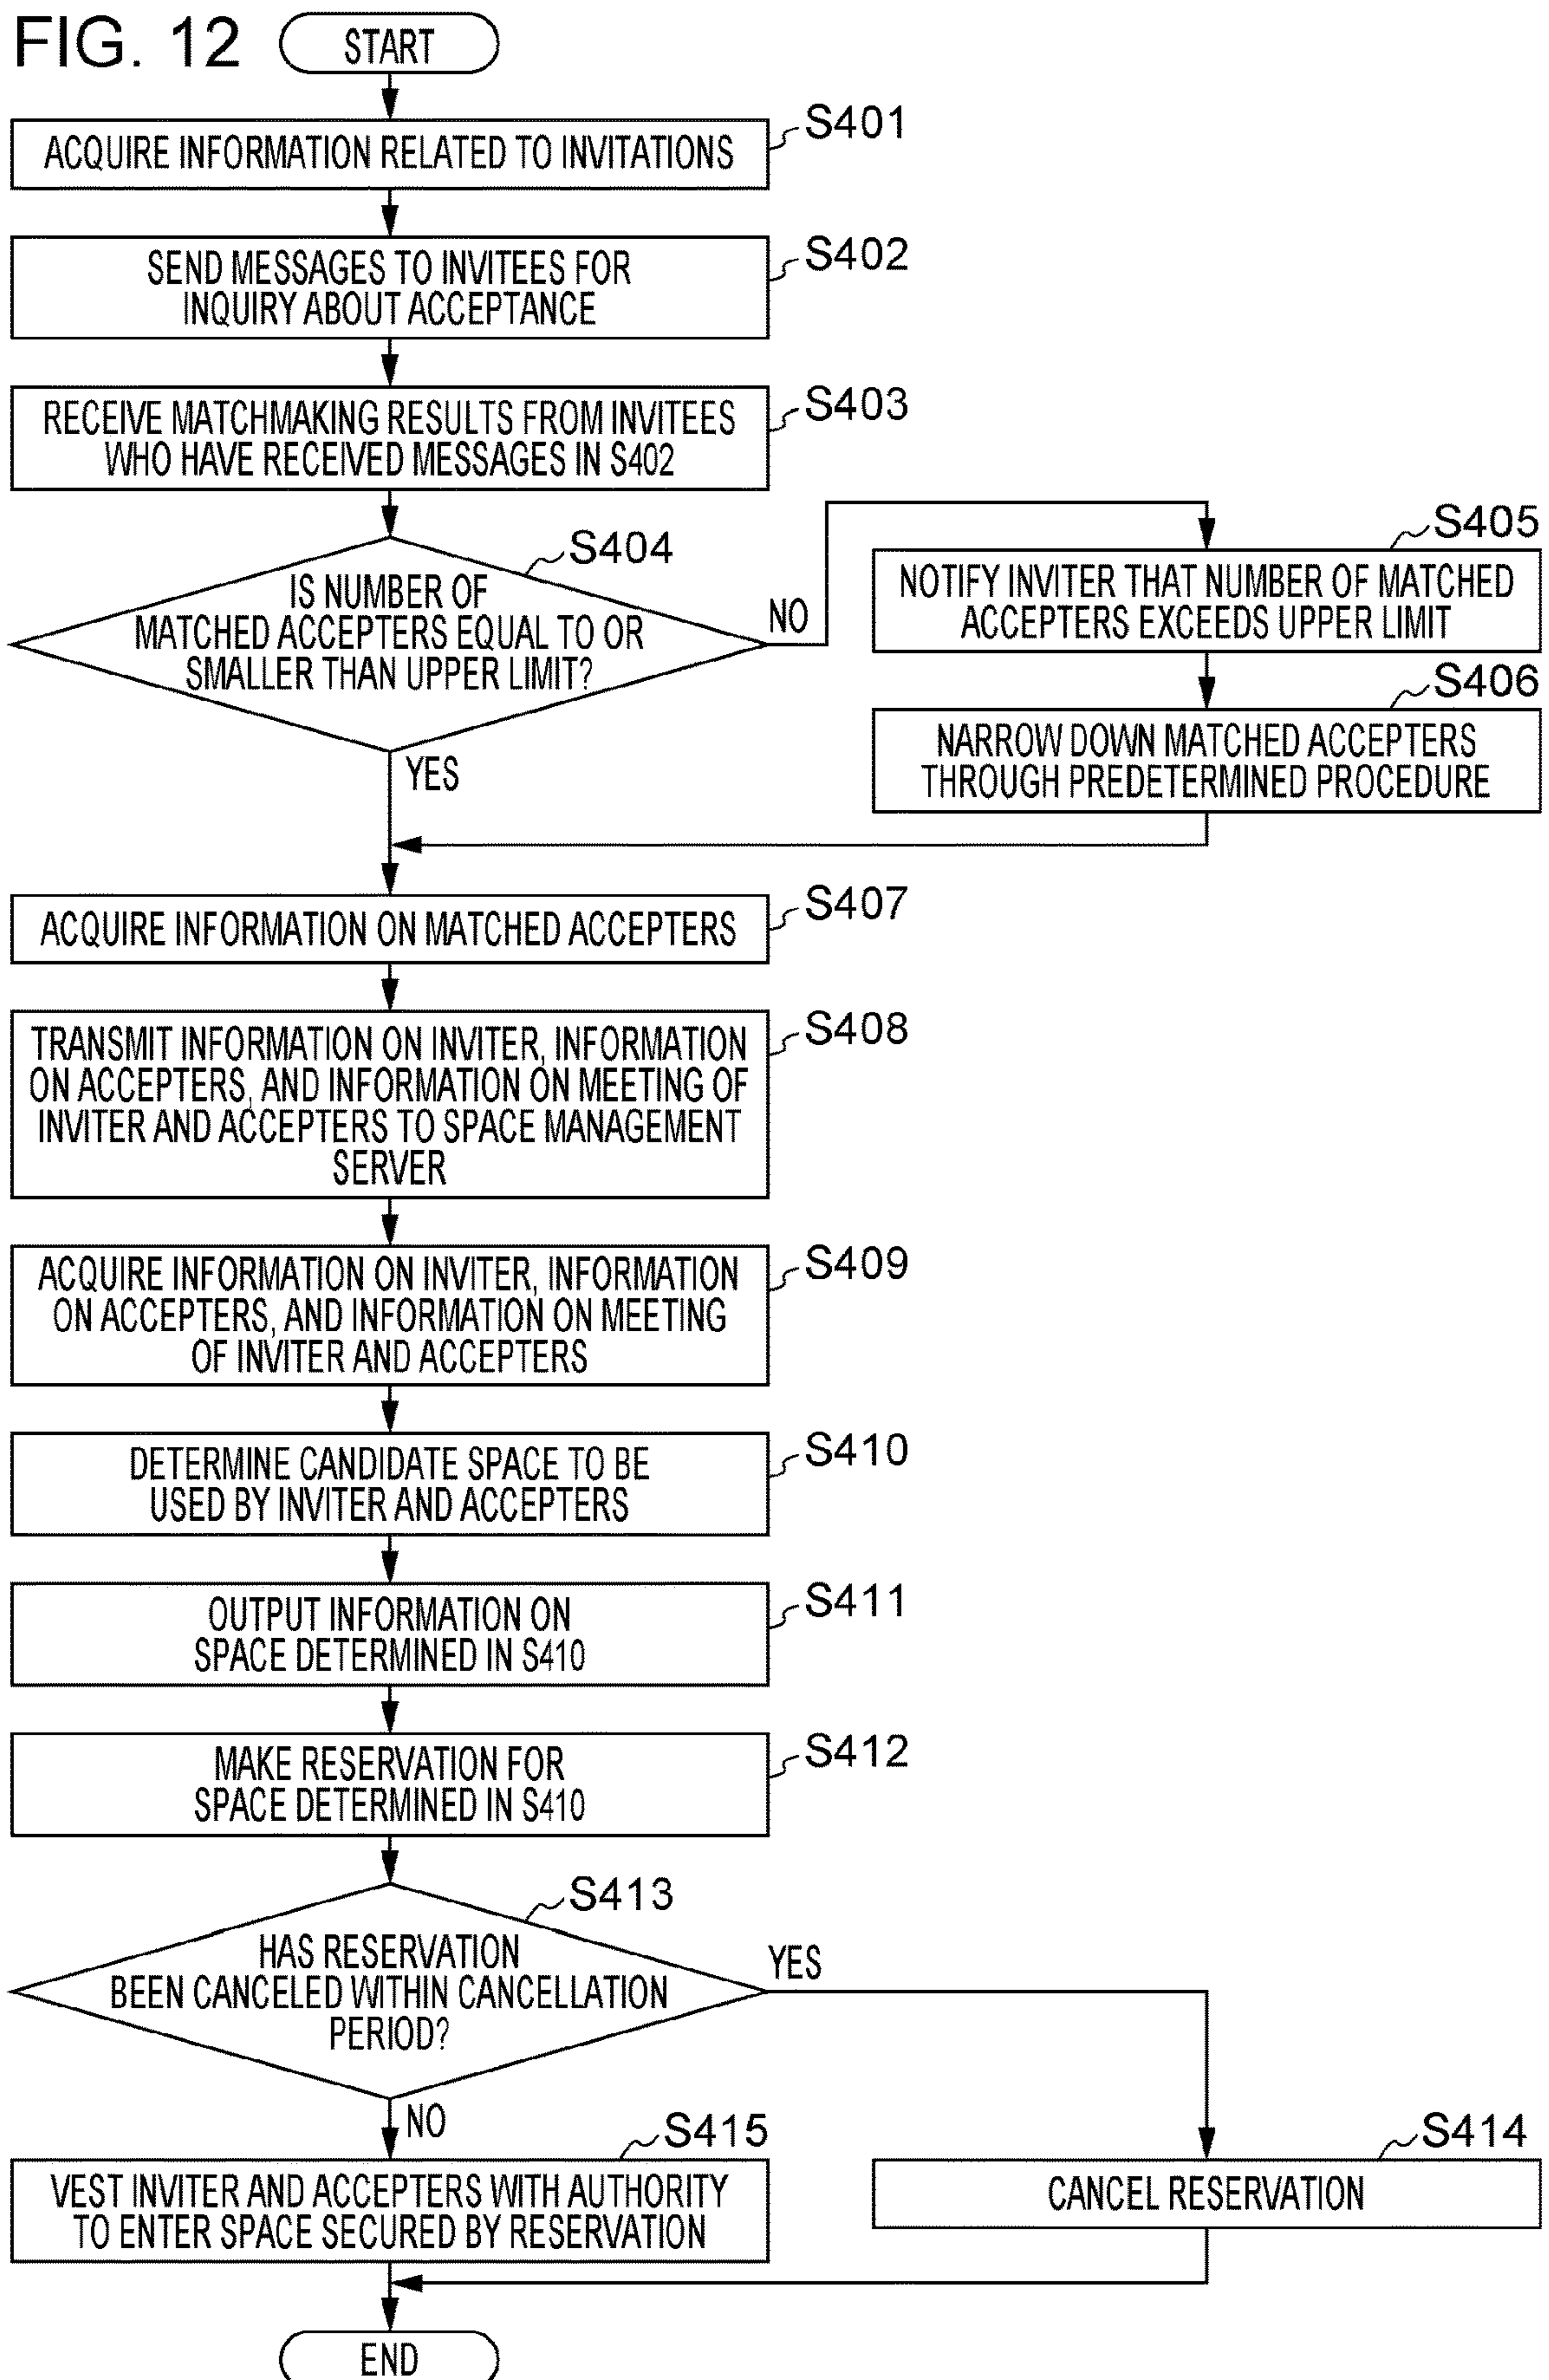 FIG. 12
START
S401
ACQUIRE INFORMATION RELATED TO INVITATIONS
S402
SEND MESSAGES TO INVITEES FOR
INQUIRY ABOUT ACCEPTANCE
S403
RECEIVE MATCHMAKING RESULTS FROM INVITEES
WHO HAVE RECEIVED MESSAGES IN S402
S404
IS NUMBER OF
MATCHED ACCEPTERS EQUAL TO OR
SMALLER THAN UPPER LIMIT?
NO
YES
S405
NOTIFY INVITER THAT NUMBER OF MATCHED
ACCEPTERS EXCEEDS UPPER LIMIT
S406
NARROW DOWN MATCHED ACCEPTERS
THROUGH PREDETERMINED PROCEDURE
S407
ACQUIRE INFORMATION ON MATCHED ACCEPTERS
S408
TRANSMIT INFORMATION ON INVITER, INFORMATION
ON ACCEPTERS, AND INFORMATION ON MEETING OF
INVITER AND ACCEPTERS TO SPACE MANAGEMENT
SERVER
S409
ACQUIRE INFORMATION ON INVITER, INFORMATION
ON ACCEPTERS, AND INFORMATION ON MEETING
OF INVITER AND ACCEPTERS
S410
DETERMINE CANDIDATE SPACE TO BE
USED BY INVITER AND ACCEPTERS
S411
OUTPUT INFORMATION ON
SPACE DETERMINED IN S410
S412
MAKE RESERVATION FOR
SPACE DETERMINED IN S410
S413
HAS RESERVATION
BEEN CANCELED WITHIN CANCELLATION
PERIOD?
YES
NO
S415
VEST INVITER AND ACCEPTERS WITH AUTHORITY
TO ENTER SPACE SECURED BY RESERVATION
S414
CANCEL RESERVATION
END